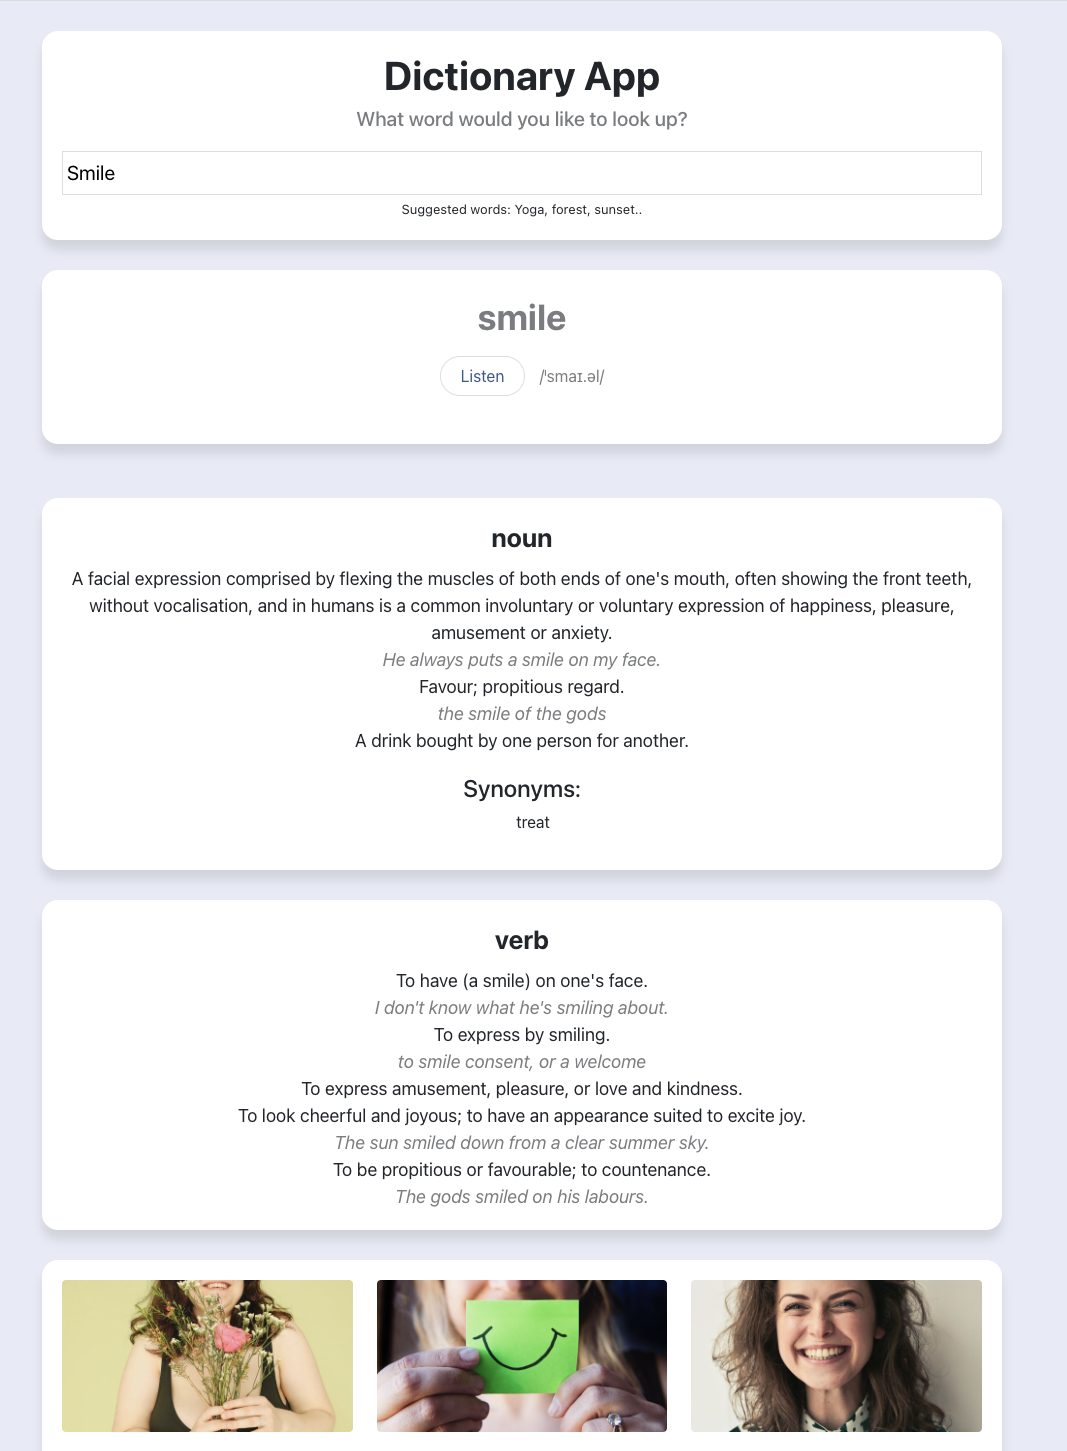 Dictionary App
What word would you like to look up?
Smile
Suggested words: Yoga, forest, sunset..
smile
Listen /ˈsmaɪ.əl/
noun
A facial expression comprised by flexing the muscles of both ends of one's mouth, often showing the front teeth,
without vocalisation, and in humans is a common involuntary or voluntary expression of happiness, pleasure,
amusement or anxiety.
He always puts a smile on my face.
Favour; propitious regard.
the smile of the gods
A drink bought by one person for another.
Synonyms:
treat
verb
To have (a smile) on one's face.
I don't know what he's smiling about.
To express by smiling.
to smile consent, or a welcome
To express amusement, pleasure, or love and kindness.
To look cheerful and joyous; to have an appearance suited to excite joy.
The sun smiled down from a clear summer sky.
To be propitious or favourable; to countenance.
The gods smiled on his labours.